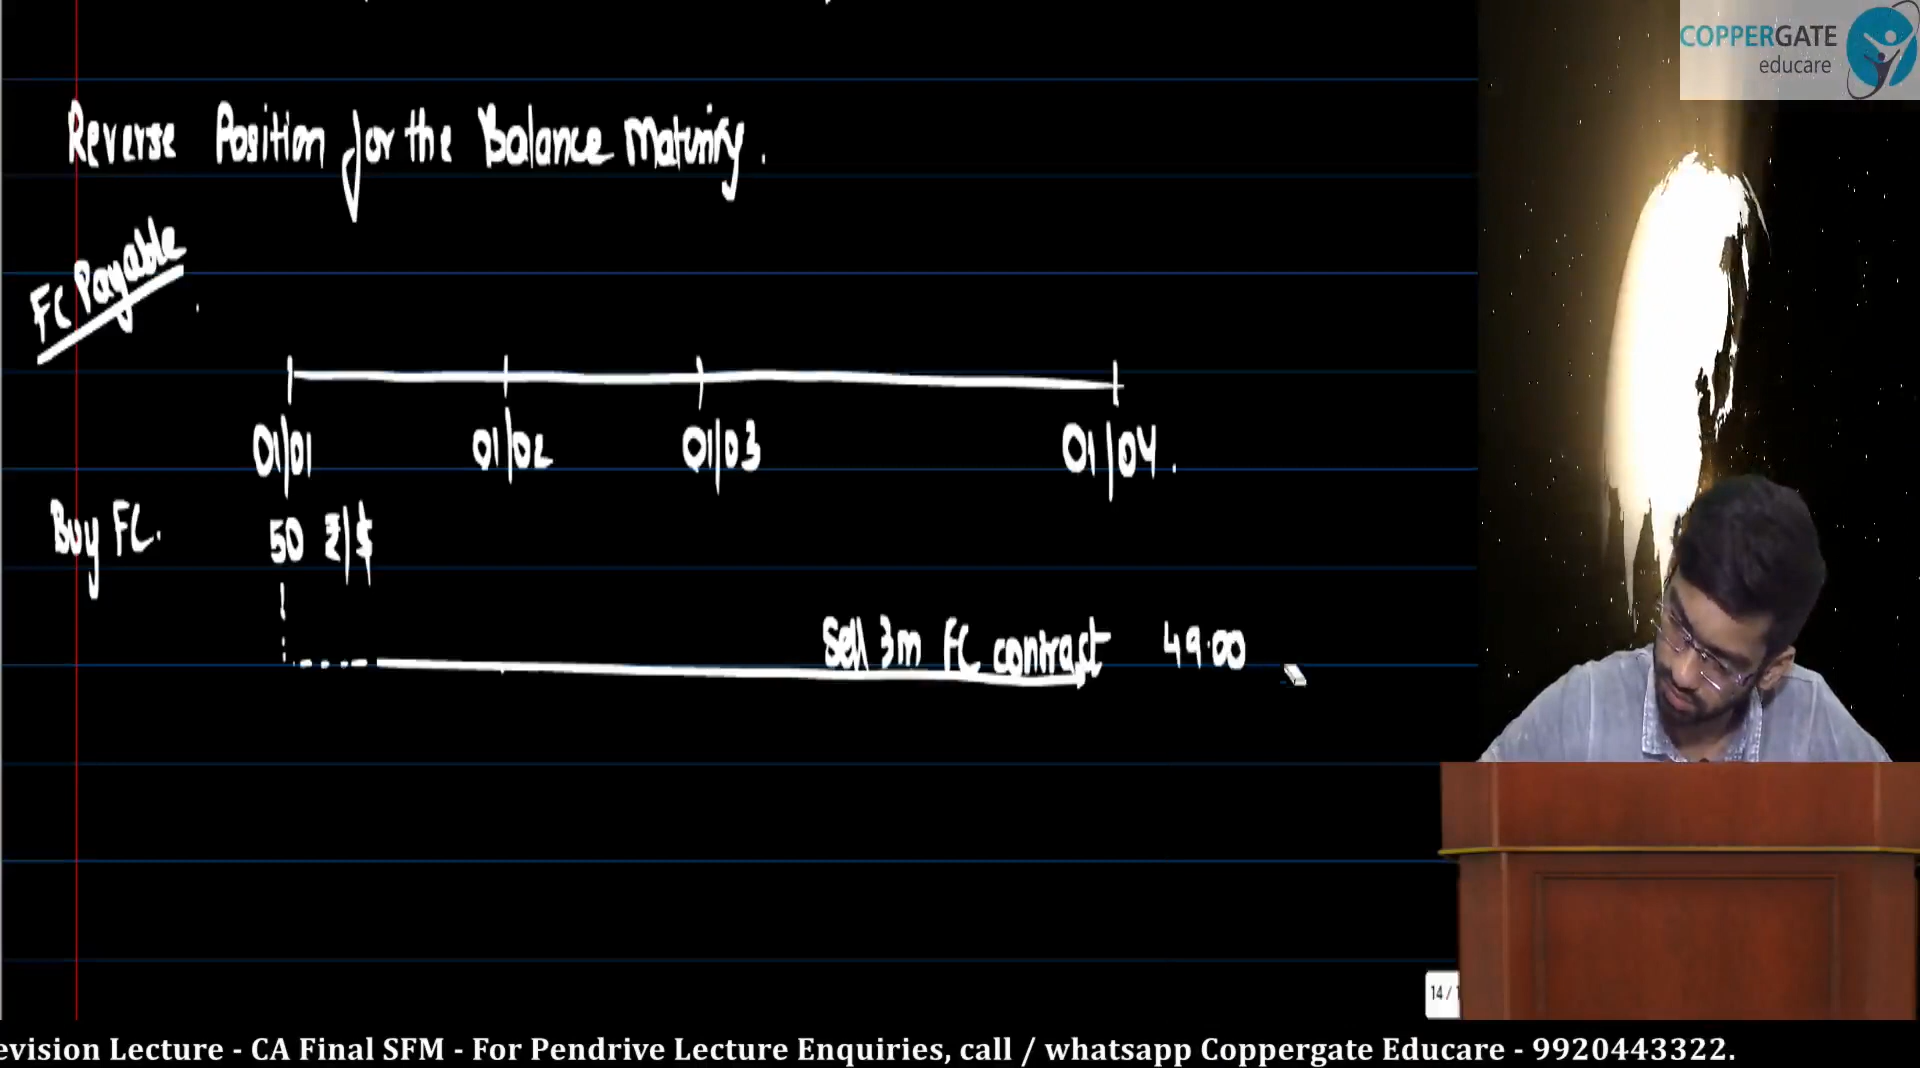 COPPERGATE
educare
Reverse Position for the Balance Maturity.
FC Payable
01/01 01/02 01/03 01/04.
Buy FC. 50 ₹/$
Sell 3m FC contract 49.00
14/1
evision Lecture - CA Final SFM - For Pendrive Lecture Enquiries, call / whatsapp Coppergate Educare - 9920443322.